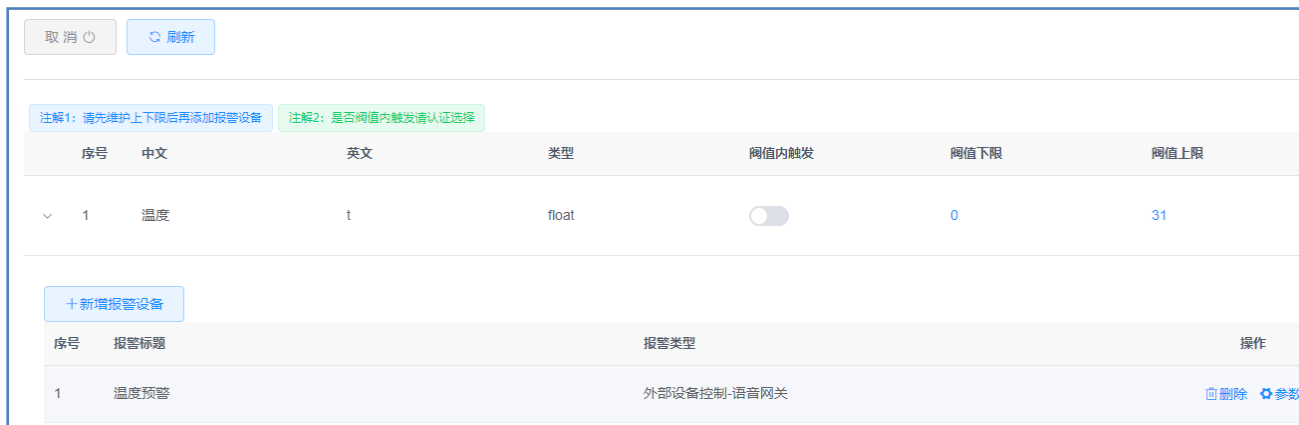 取 消
刷新
注解1：请先维护上下限后再添加报警设备 注解2：是否阀值内触发请认证选择
序号 中文 英文 类型 阀值内触发 阀值下限 阀值上限
1 温度 t float 0 31
+新增报警设备
序号 报警标题 报警类型 操作
1 温度预警 外部设备控制-语音网关 删除 参数